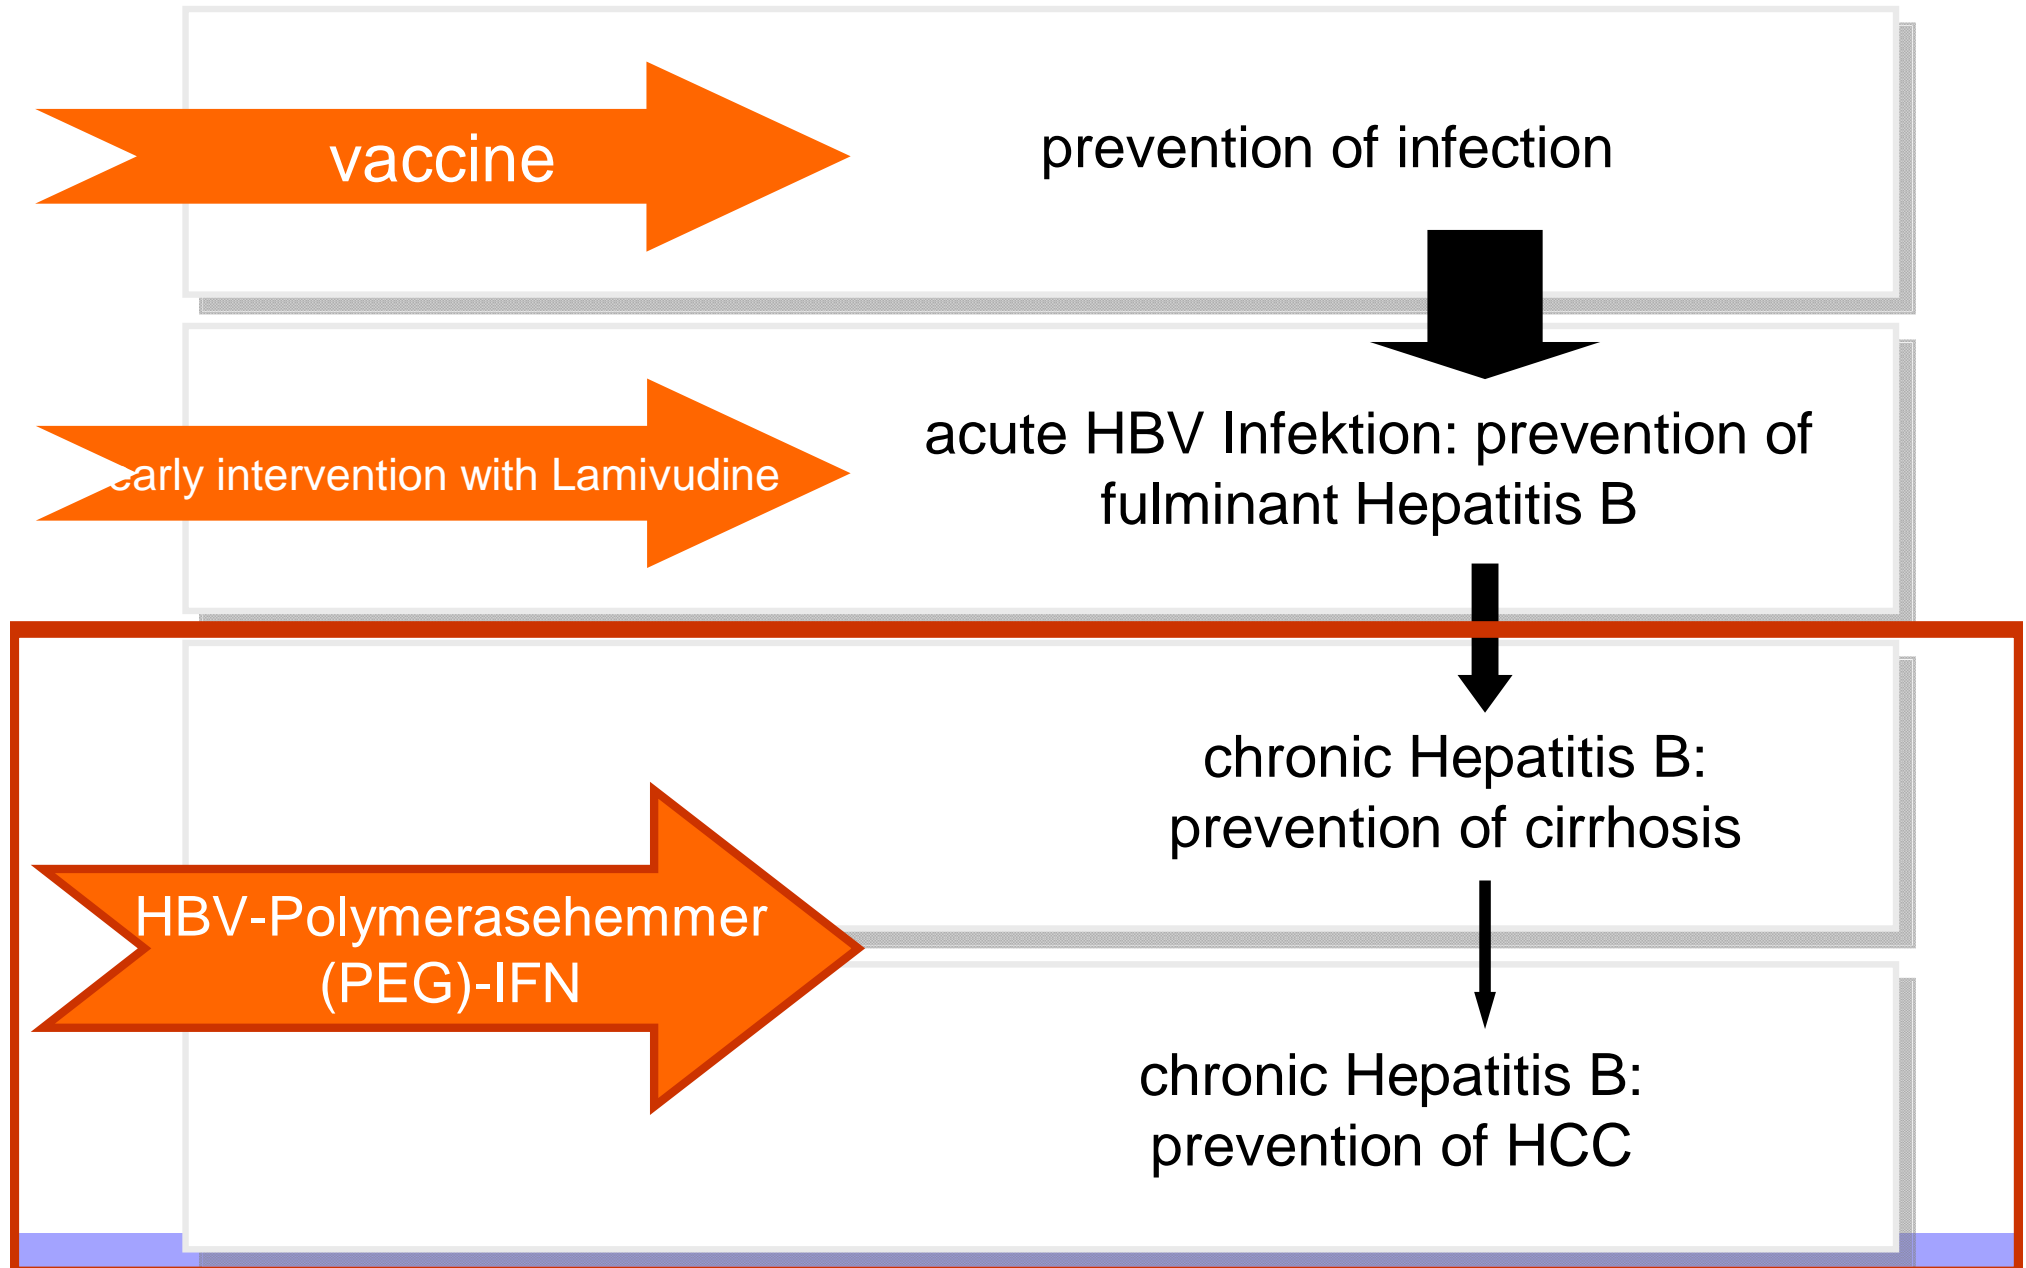 vaccine
prevention of infection
early intervention with Lamivudine
acute HBV Infektion: prevention of
fulminant Hepatitis B
chronic Hepatitis B:
prevention of cirrhosis
HBV-Polymerasehemmer
(PEG)-IFN
chronic Hepatitis B:
prevention of HCC